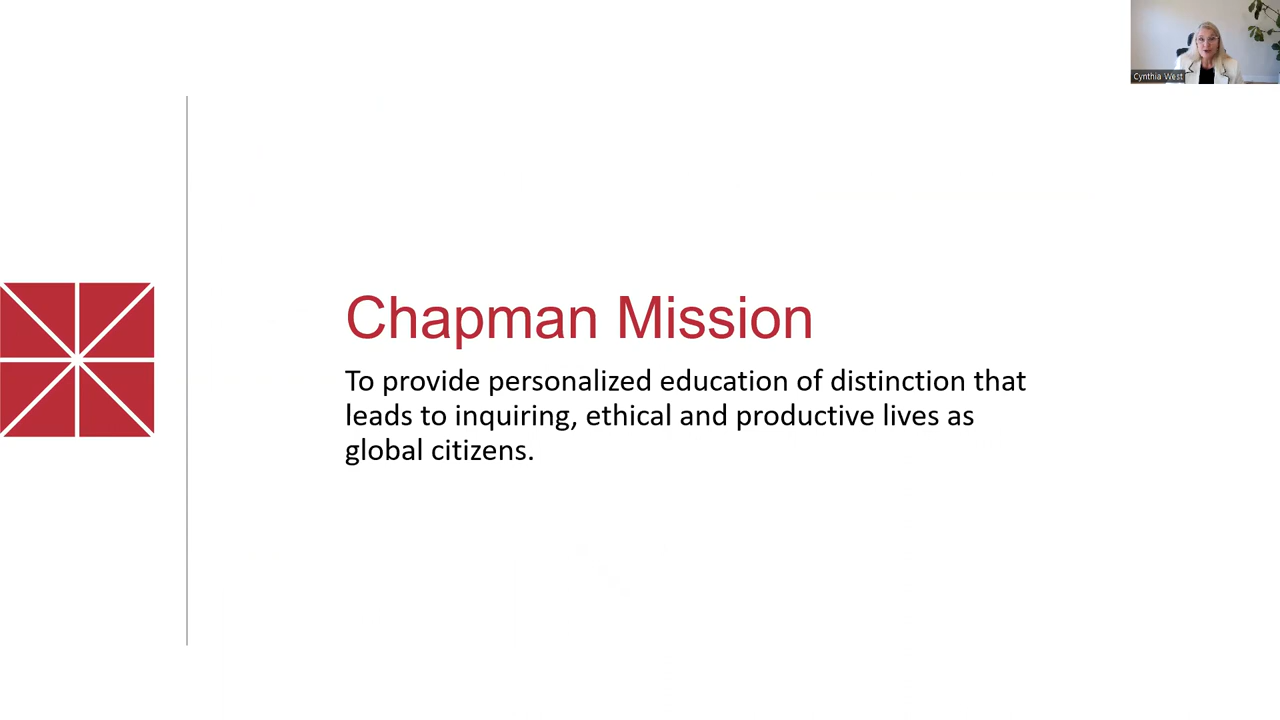 Cynthia West
Chapman Mission
To provide personalized education of distinction that
leads to inquiring, ethical and productive lives as
global citizens.